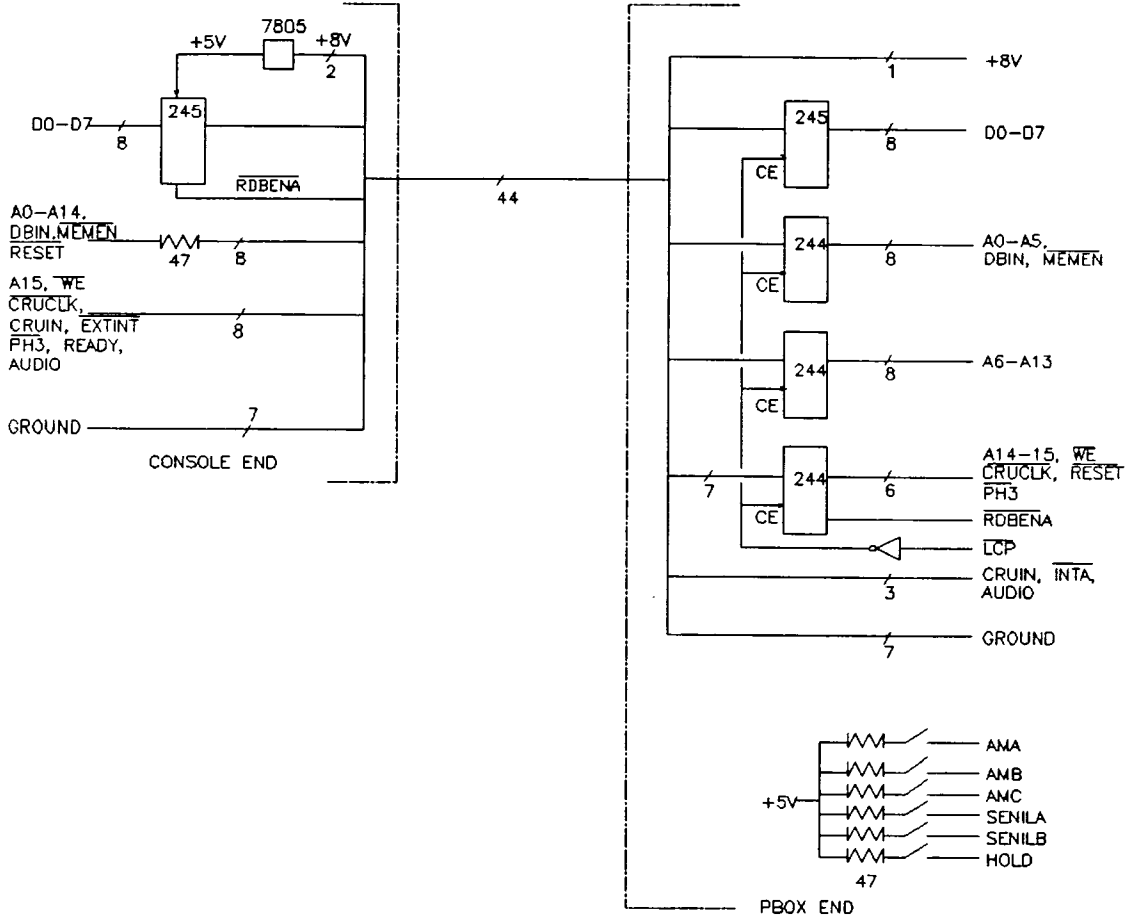 7805
+5V
+8V
2
245
D0-D7
8
RDBENA
A0-A14,
DBIN,MEMEN
RESET
47
8
A15, WE
CRUCLK,
CRUIN, EXTINT
PH3, READY,
AUDIO
8
GROUND
7
CONSOLE END
44
+8V
1
245
D0-D7
8
CE
244
A0-A5,
DBIN, MEMEN
8
CE
244
A6-A13
8
CE
7
244
A14-15, WE
CRUCLK, RESET
PH3
6
CE
RDBENA
LCP
CRUIN, INTA,
AUDIO
3
GROUND
7
+5V
AMA
AMB
AMC
SENILA
SENILB
HOLD
47
PBOX END